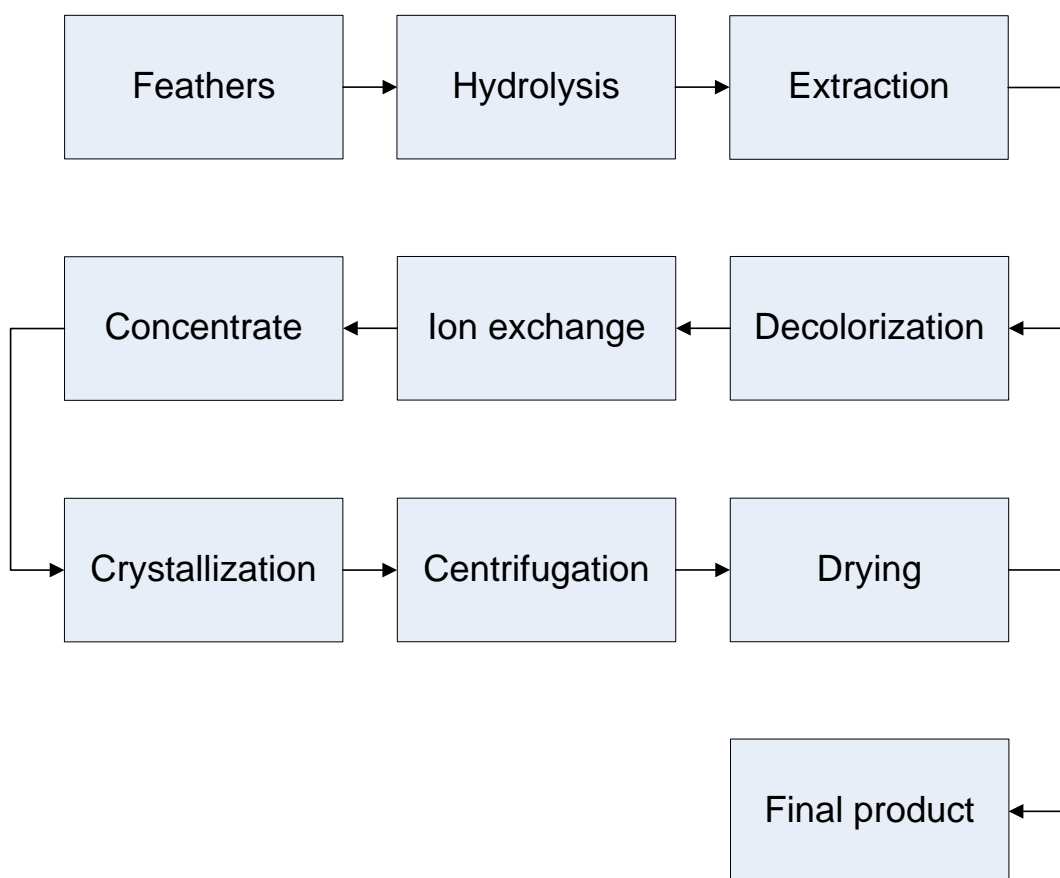 Feathers
Hydrolysis
Extraction
Decolorization
Ion exchange
Concentrate
Crystallization
Centrifugation
Drying
Final product